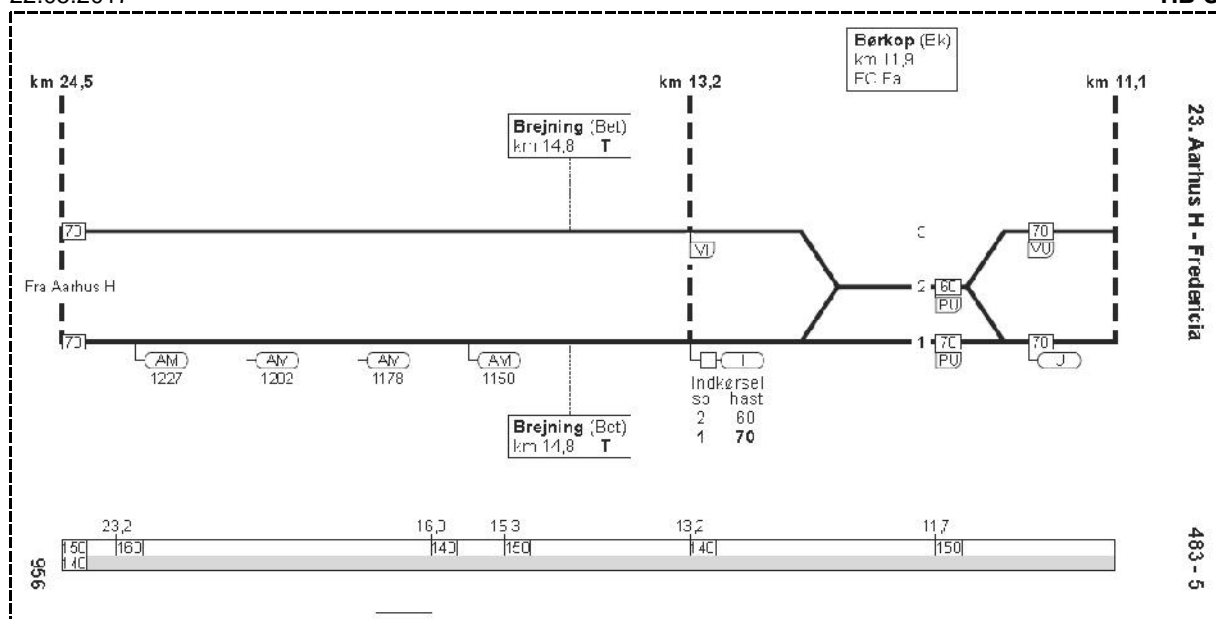 Børkop (Ek)
km 11,9
km 24,5
km 13,2
km 11,1
Brejning (Bet)
km 14,8 T
70
70
VU
Fra Aarhus H
2 60
PU
70
1 70
70
PU
AM
AM
AM
AM
1227
1202
1178
1150
I
Indkørsel
sp hast
2 60
1 70
Brejning (Bet)
km 14,8 T
23. Aarhus H - Fredericia
23,2
16,0
15,3
13,2
11,7
150
160
140
150
140
150
140
956
483 - 5